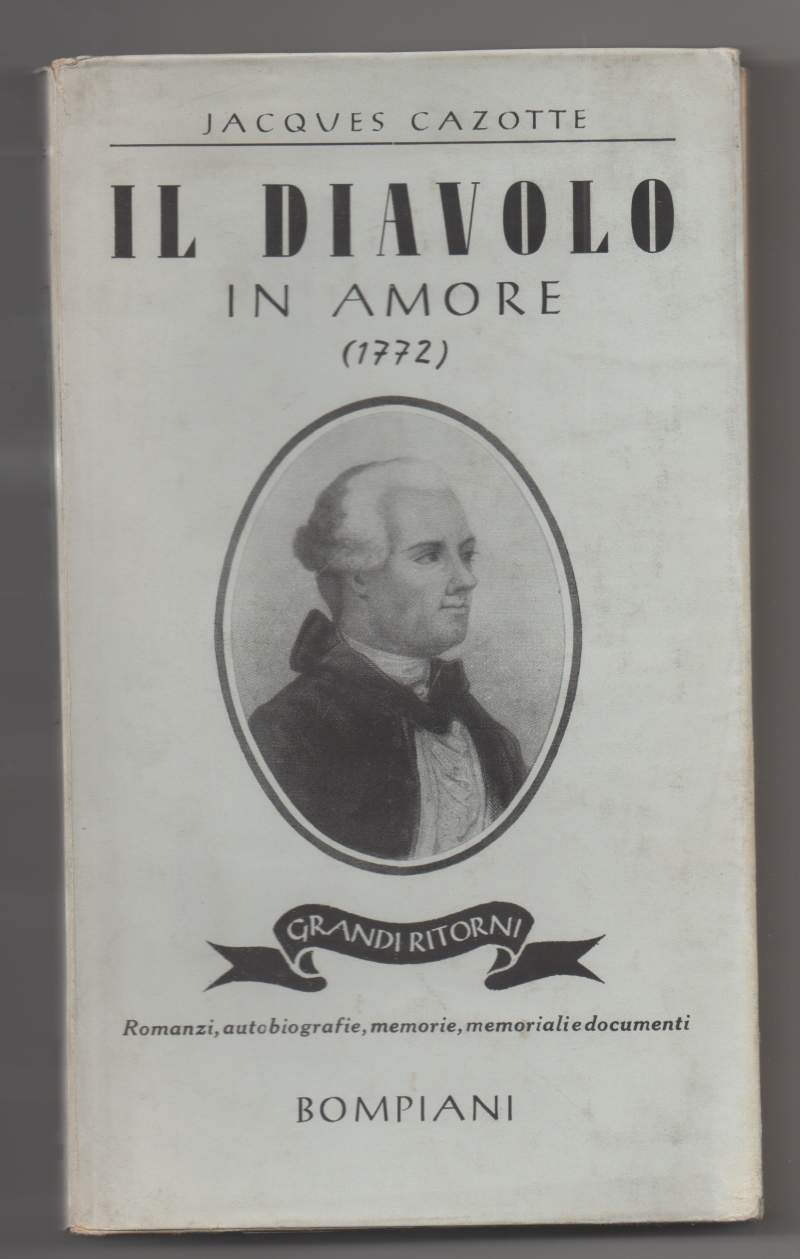 JACQUES CAZOTTE
IL DIAVOLO
IN AMORE
(1772)
GRANDI RITORNI
Romanzi, autobiografie, memorie, memoriali e documenti
BOMPIANI